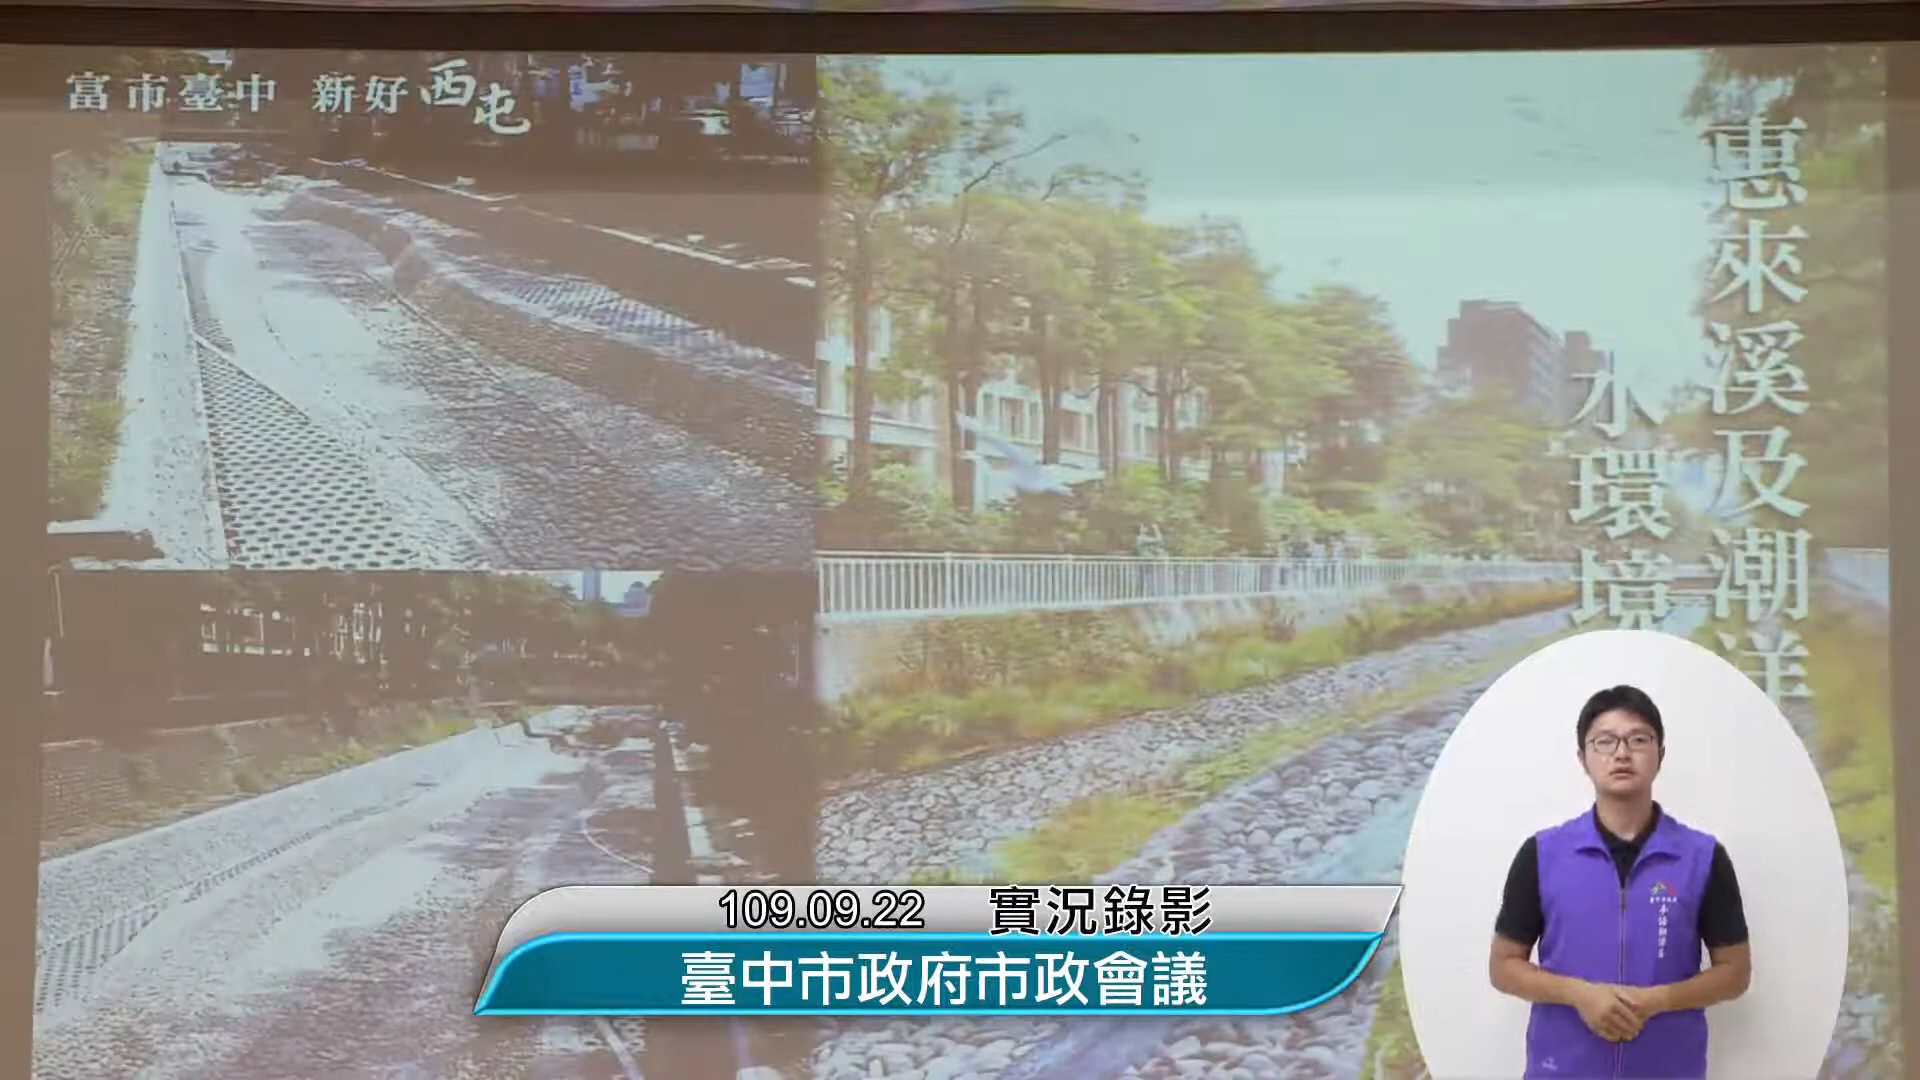 富市臺中 新好西屯
惠來溪及潮洋
水環境
109.09.22 實況錄影
臺中市政府市政會議